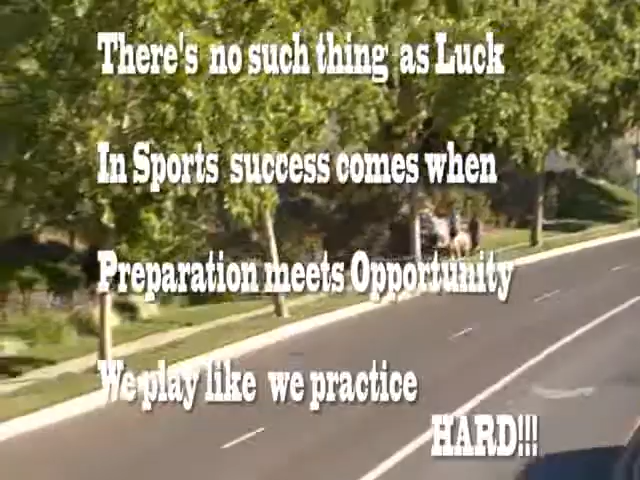 There's no such thing as Luck
In Sports success comes when
Preparation meets Opportunity
We play like we practice
HARD!!!